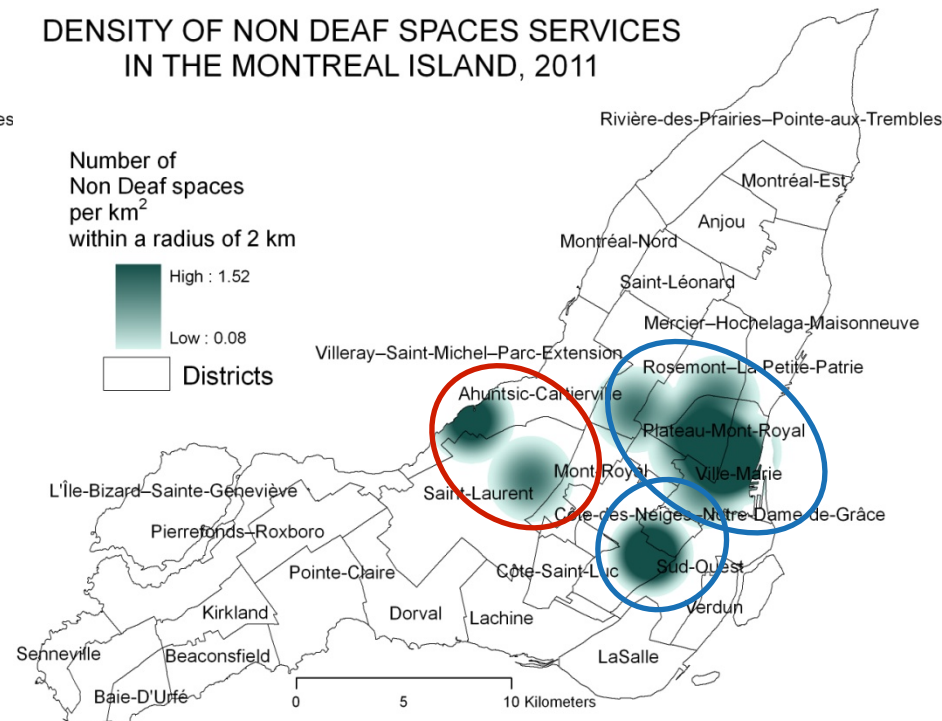 DENSITY OF NON DEAF SPACES SERVICES
IN THE MONTREAL ISLAND, 2011
es
Rivière-des-Prairies–Pointe-aux-Trembles
Number of
Non Deaf spaces
per km²
within a radius of 2 km
High : 1.52
Low : 0.08
Districts
Montréal-Est
Anjou
Montréal-Nord
Saint-Léonard
Mercier–Hochelaga-Maisonneuve
Villeray–Saint-Michel–Parc-Extension
Rosemont–La Petite-Patrie
Ahuntsic-Cartierville
Plateau-Mont-Royal
Mont-Royal
Ville-Marie
L'Île-Bizard–Sainte-Geneviève
Saint-Laurent
Côte-des-Neiges–Notre-Dame-de-Grâce
Pierrefonds–Roxboro
Pointe-Claire
Côte-Saint-Luc
Sud-Ouest
Kirkland
Dorval
Lachine
Verdun
Senneville
Beaconsfield
LaSalle
Baie-D'Urfé
0 5 10 Kilometers